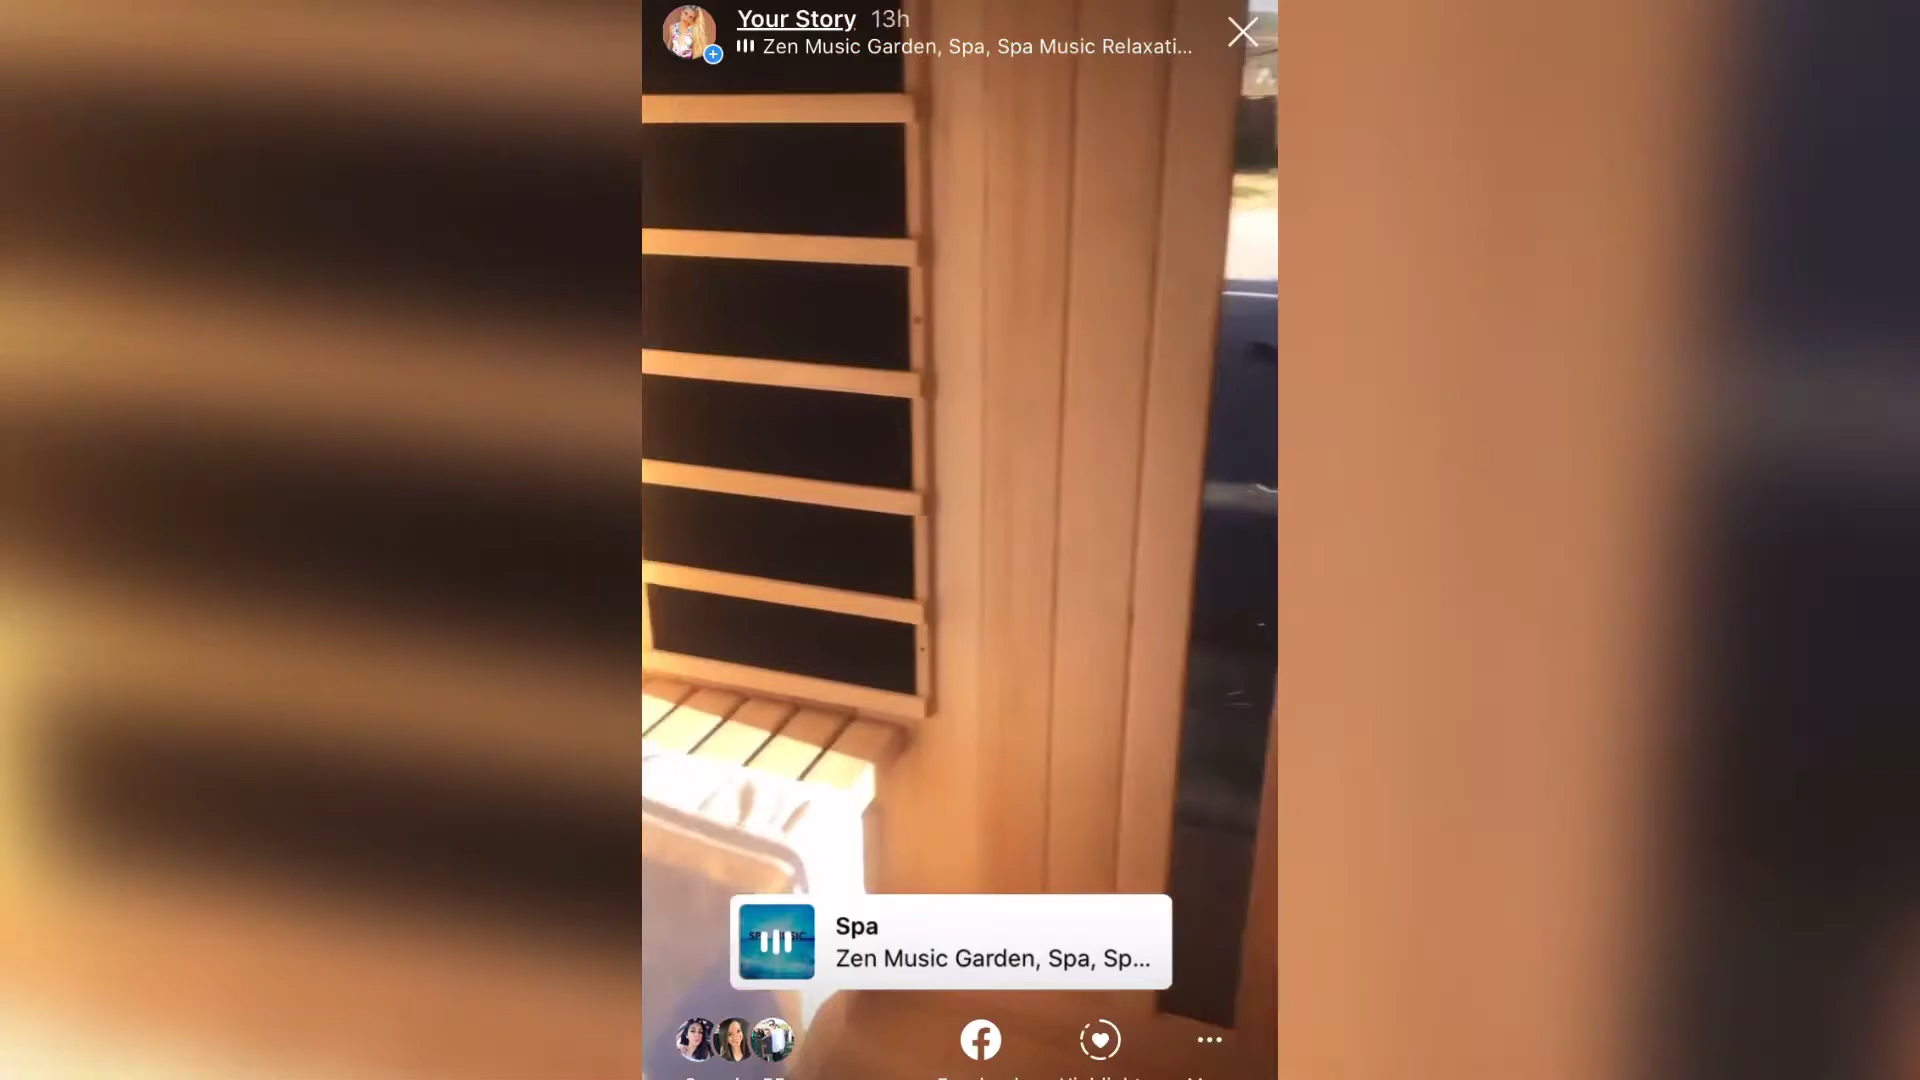 Your Story 13h
Zen Music Garden, Spa, Spa Music Relaxati...
Spa
Zen Music Garden, Spa, Sp...